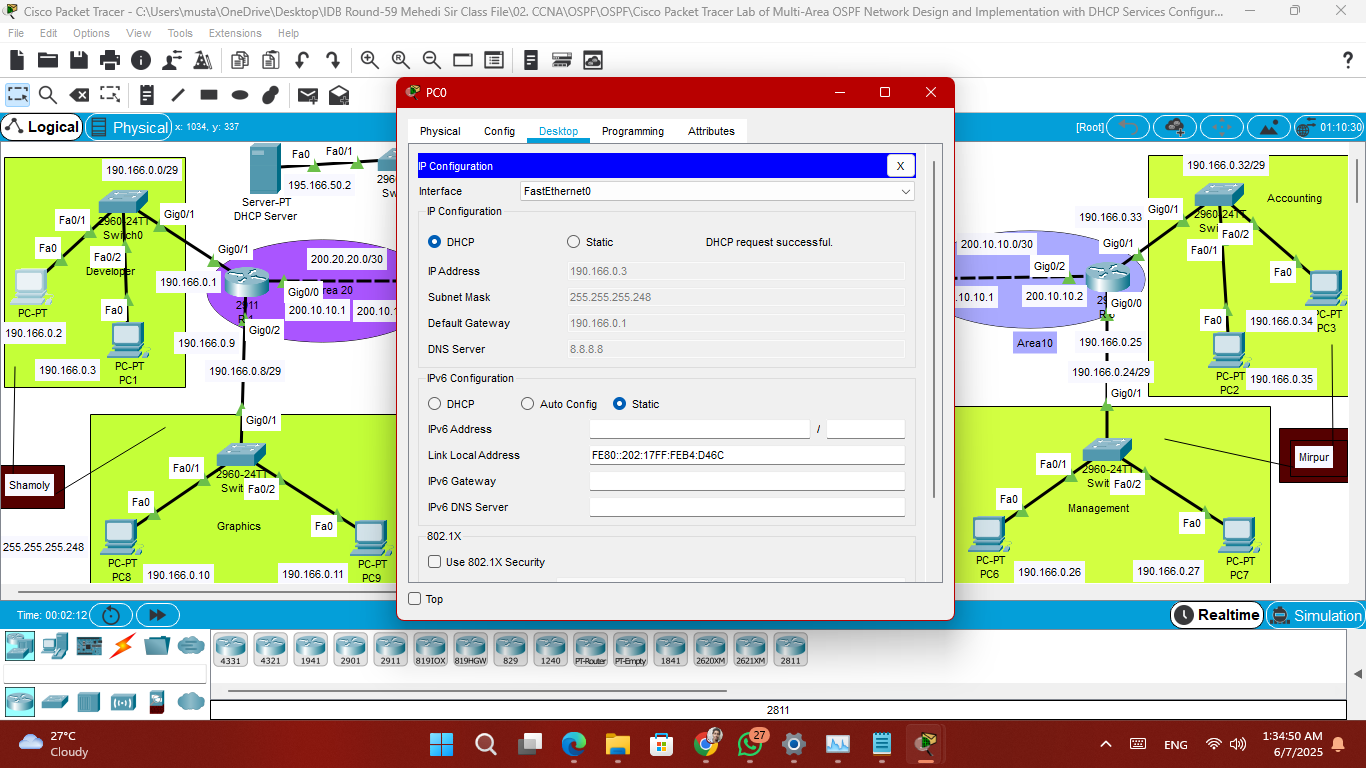 Cisco Packet Tracer - C:\Users\musta\OneDrive\Desktop\IDB Round-59 Mehedi Sir Class File\02. CCNA\OSPF\OSPF\Cisco Packet Tracer Lab of Multi-Area OSPF Network Design and Implementation with DHCP Services Configur...
File Edit Options View Tools Extensions Help
Logical Physical x: 1034, y: 337
[Root] 01:10:30
190.166.0.0/29
2960-24TT
Switch0
Fa0/1
Gig0/1
Fa0
Fa0/2
Developer
PC-PT
190.166.0.2
Fa0
PC-PT
PC1
190.166.0.3
Server-PT
DHCP Server
Fa0
Fa0/1
195.166.50.2
Gig0/1
190.166.0.1
2911
Gig0/0
200.20.20.0/30
200.10.10.1
Gig0/2
190.166.0.9
190.166.0.8/29
Gig0/1
2960-24TT
Fa0/1
Fa0/2
Fa0
Graphics
Fa0
PC-PT
PC8
190.166.0.10
190.166.0.11
PC-PT
PC9
Shamoly
255.255.255.248
PC0
Physical Config Desktop Programming Attributes
IP Configuration X
Interface FastEthernet0
IP Configuration
DHCP Static DHCP request successful.
IP Address 190.166.0.3
Subnet Mask 255.255.255.248
Default Gateway 190.166.0.1
DNS Server 8.8.8.8
IPv6 Configuration
DHCP Auto Config Static
IPv6 Address /
Link Local Address FE80::202:17FF:FEB4:D46C
IPv6 Gateway
IPv6 DNS Server
802.1X
Use 802.1X Security
Top
190.166.0.32/29
Accounting
2960-24TT
190.166.0.33
Gig0/1
Fa0/2
Fa0/1
200.10.10.0/30
Gig0/1
Gig0/2
200.10.10.2
Gig0/0
Fa0
190.166.0.34
PC-PT
PC3
Fa0
PC-PT
PC2
190.166.0.35
Area10
190.166.0.25
190.166.0.24/29
Gig0/1
2960-24TT
Fa0/1
Fa0/2
Fa0
Management
Fa0
PC-PT
PC6
190.166.0.26
190.166.0.27
PC-PT
PC7
Mirpur
Time: 00:02:12
Realtime Simulation
4331 4321 1941 2901 2911 819IOX 819HGW 829 1240 PT-Router PT-Empty 1841 2620XM 2621XM 2811
2811
27°C
Cloudy
27
ENG
1:34:50 AM
6/7/2025